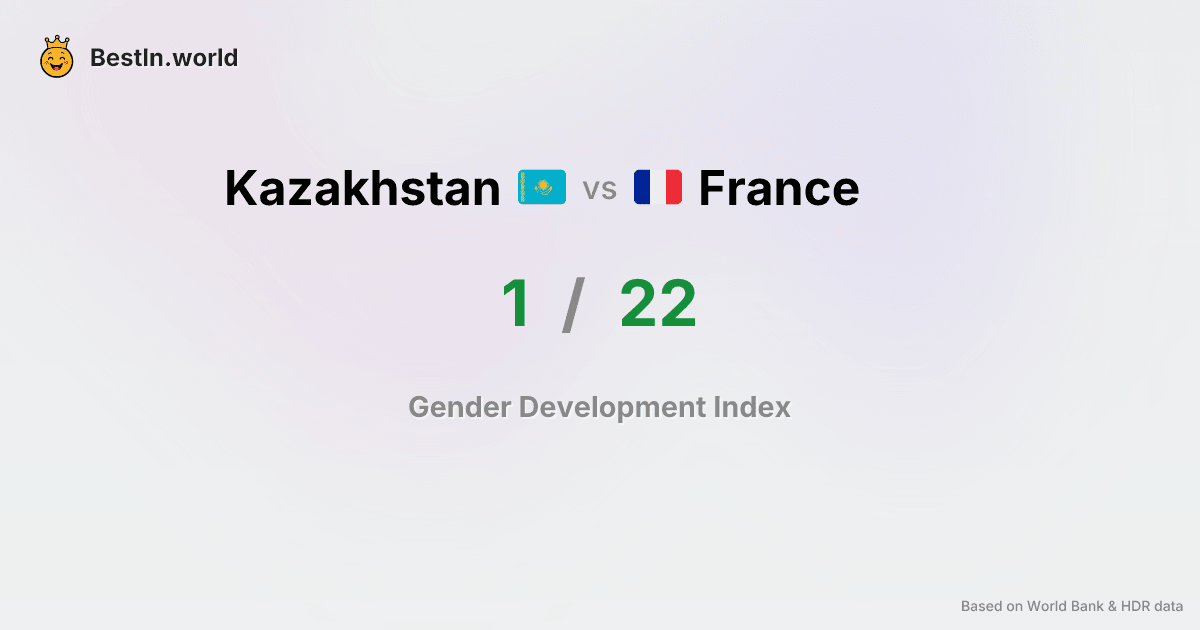 BestIn.world
Kazakhstan vs France
1 / 22
Gender Development Index
Based on World Bank & HDR data